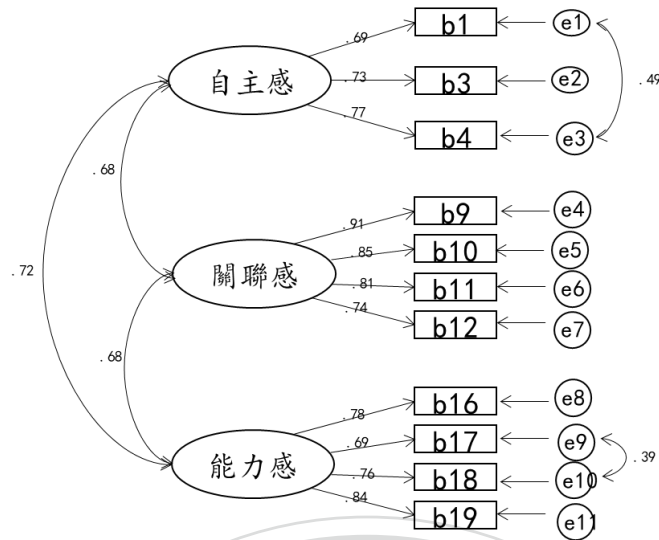 .69
b1
e1
自主感
.73
b3
e2
.49
.77
b4
e3
.68
.91
b9
e4
.72
.85
b10
e5
關聯感
.81
b11
e6
.74
b12
e7
.68
.78
b16
e8
.69
b17
e9
能力感
.76
b18
e10
.39
.84
b19
e11